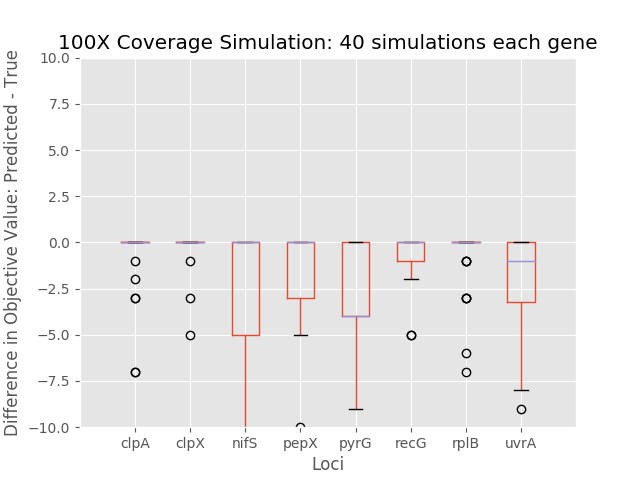 100X Coverage Simulation: 40 simulations each gene
Difference in Objective Value: Predicted - True
10.0
7.5
5.0
2.5
0.0
−2.5
−5.0
−7.5
−10.0
clpA clpX nifS pepX pyrG recG rplB uvrA
Loci